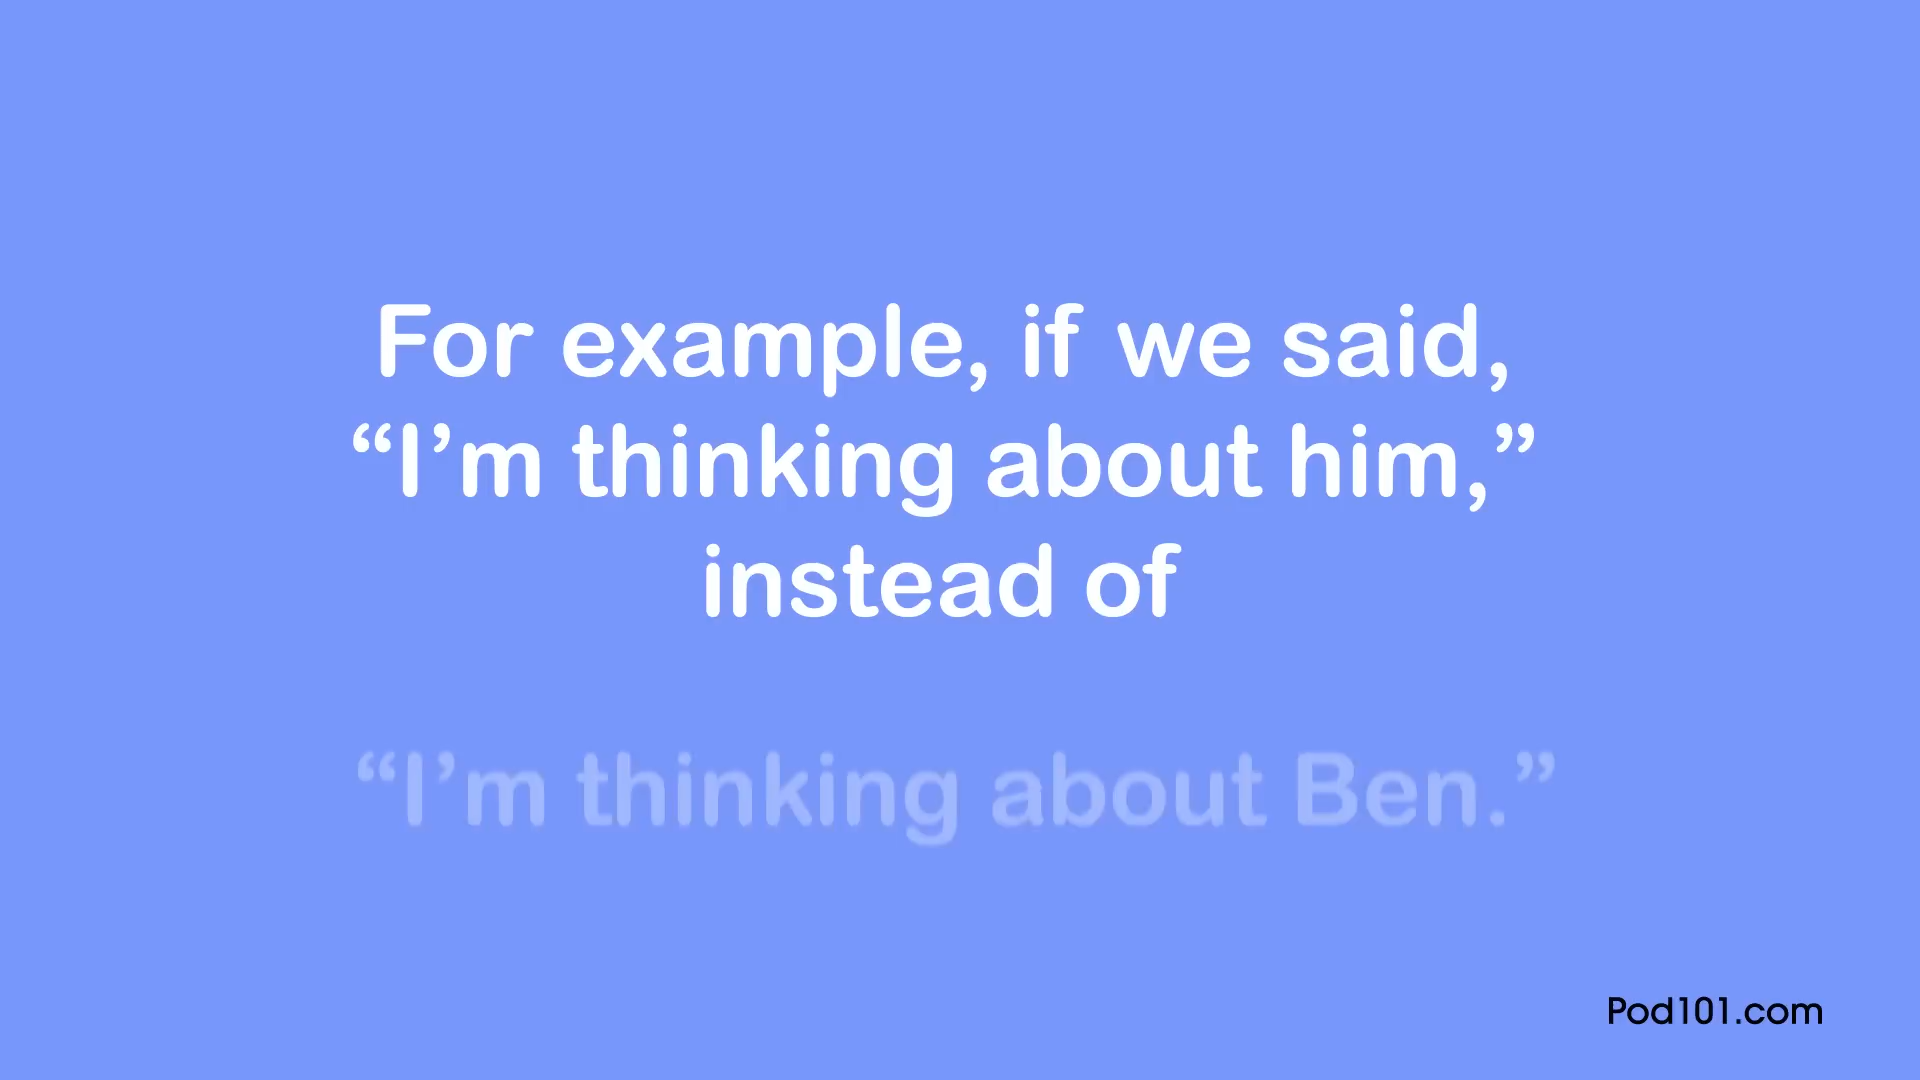 For example, if we said,
“I’m thinking about him,”
instead of
“I’m thinking about Ben.”
Pod101.com